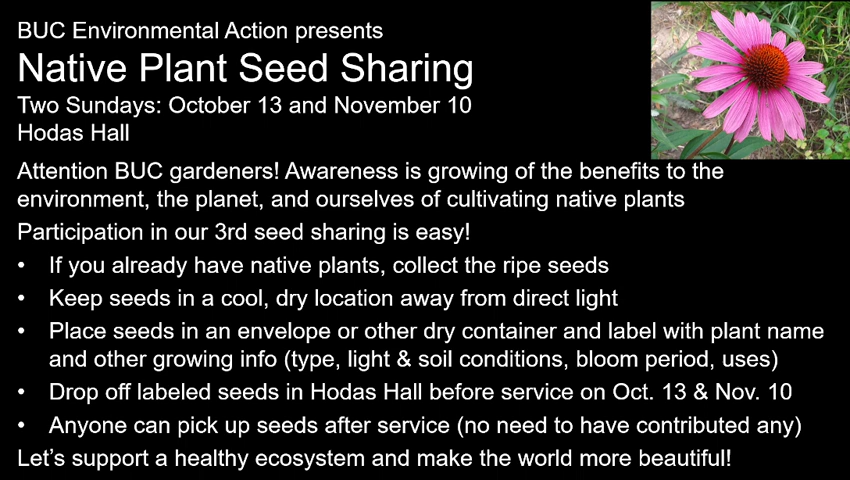 BUC Environmental Action presents
Native Plant Seed Sharing
Two Sundays: October 13 and November 10
Hodas Hall
Attention BUC gardeners! Awareness is growing of the benefits to the
environment, the planet, and ourselves of cultivating native plants
Participation in our 3rd seed sharing is easy!
• If you already have native plants, collect the ripe seeds
• Keep seeds in a cool, dry location away from direct light
• Place seeds in an envelope or other dry container and label with plant name
and other growing info (type, light & soil conditions, bloom period, uses)
• Drop off labeled seeds in Hodas Hall before service on Oct. 13 & Nov. 10
• Anyone can pick up seeds after service (no need to have contributed any)
Let’s support a healthy ecosystem and make the world more beautiful!